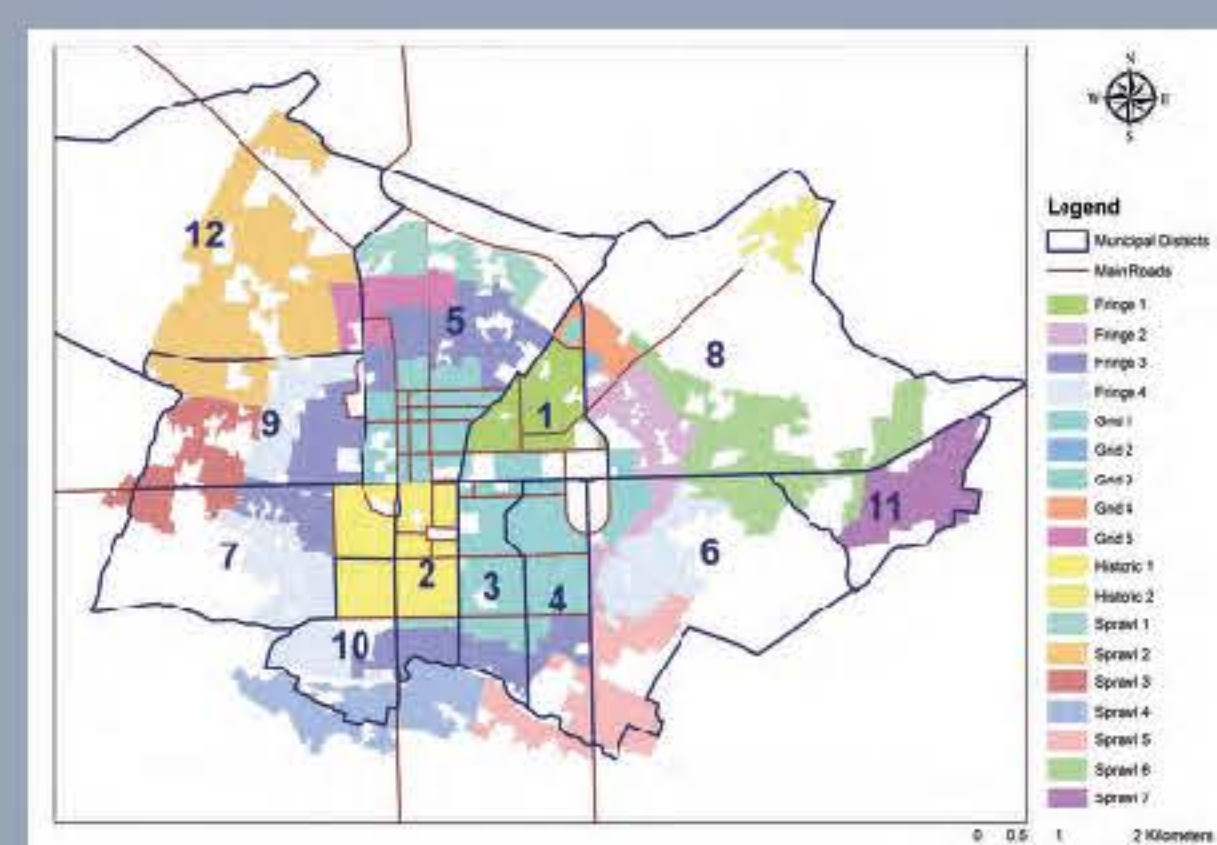 N
W E
S
Legend
Municipal Districts
Main Roads
Fringe 1
Fringe 2
Fringe 3
Fringe 4
Grid 1
Grid 2
Grid 3
Grid 4
Grid 5
Historic 1
Historic 2
Sprawl 1
Sprawl 2
Sprawl 3
Sprawl 4
Sprawl 5
Sprawl 6
Sprawl 7
12
5
8
1
9
11
7
2
3
4
6
10
0 0.5 1 2 Kilometers